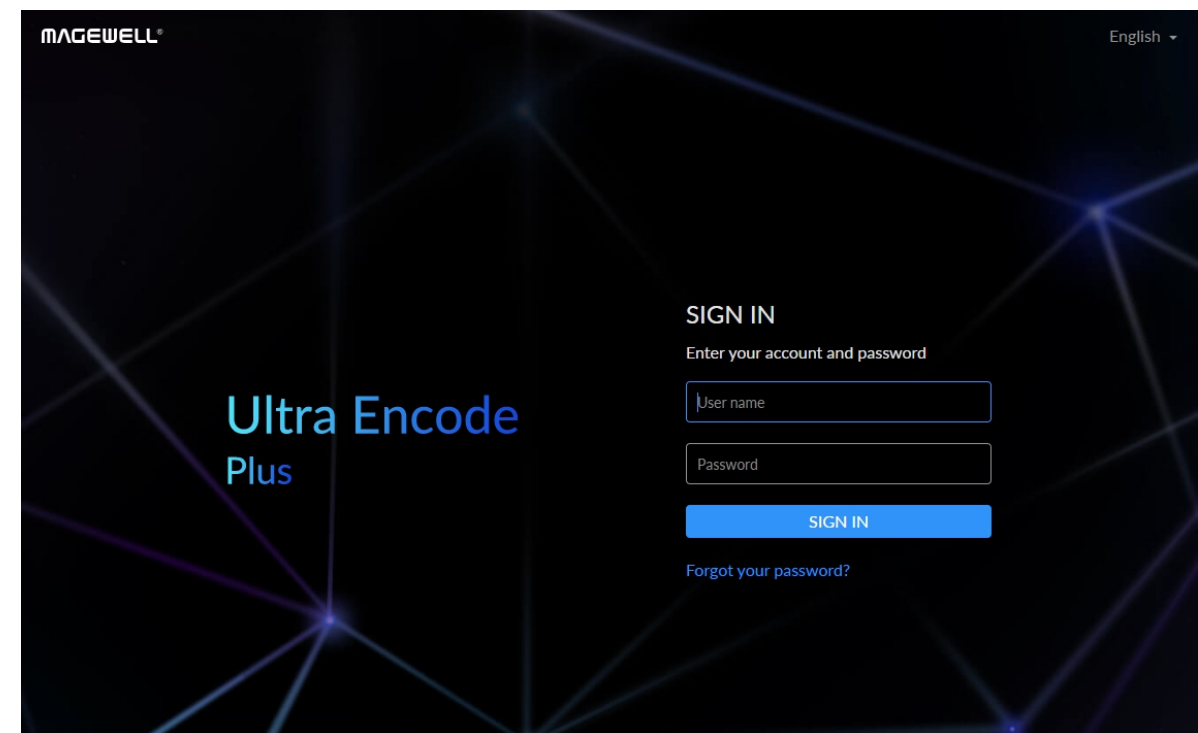 MAGEWELL®
English
Ultra Encode
Plus
SIGN IN
Enter your account and password
User name
Password
SIGN IN
Forgot your password?